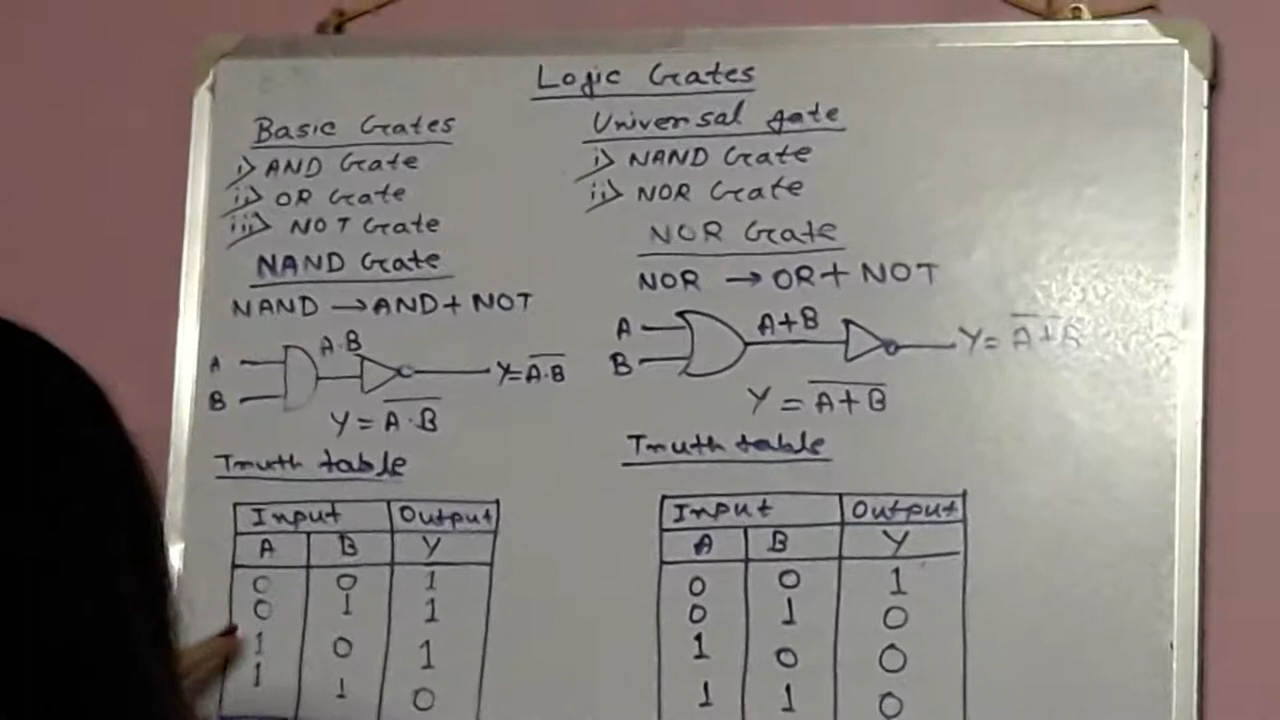 Logic Gates
Basic Gates
i) AND Gate
ii) OR Gate
iii) NOT Gate
NAND Gate
NAND → AND + NOT
A
B
A·B
Y = A̅·̅B̅
Y = A̅·̅B̅
Truth table
Input Output
A B Y
0 0 1
0 1 1
1 0 1
1 1 0
Universal gate
i) NAND Gate
ii) NOR Gate
NOR Gate
NOR → OR + NOT
A
B
A+B
Y = A̅+̅B̅
Y = A̅+̅B̅
Truth table
Input Output
A B Y
0 0 1
0 1 0
1 0 0
1 1 0